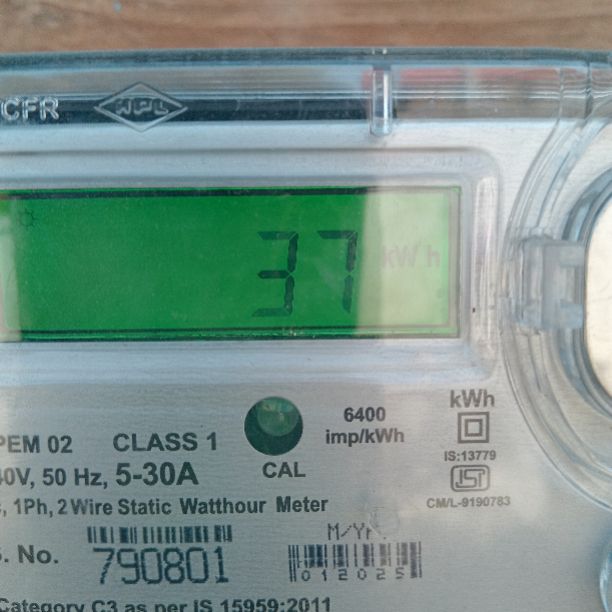 CFR HPL
37 kWh
6400
imp/kWh
kWh
PEM 02 CLASS 1
CAL
IS:13779
40V, 50 Hz, 5-30A
ISI
CM/L-9190783
, 1Ph, 2 Wire Static Watthour Meter
S. No. 790801
M/YR.
012025
Category C3 as per IS 15959:2011